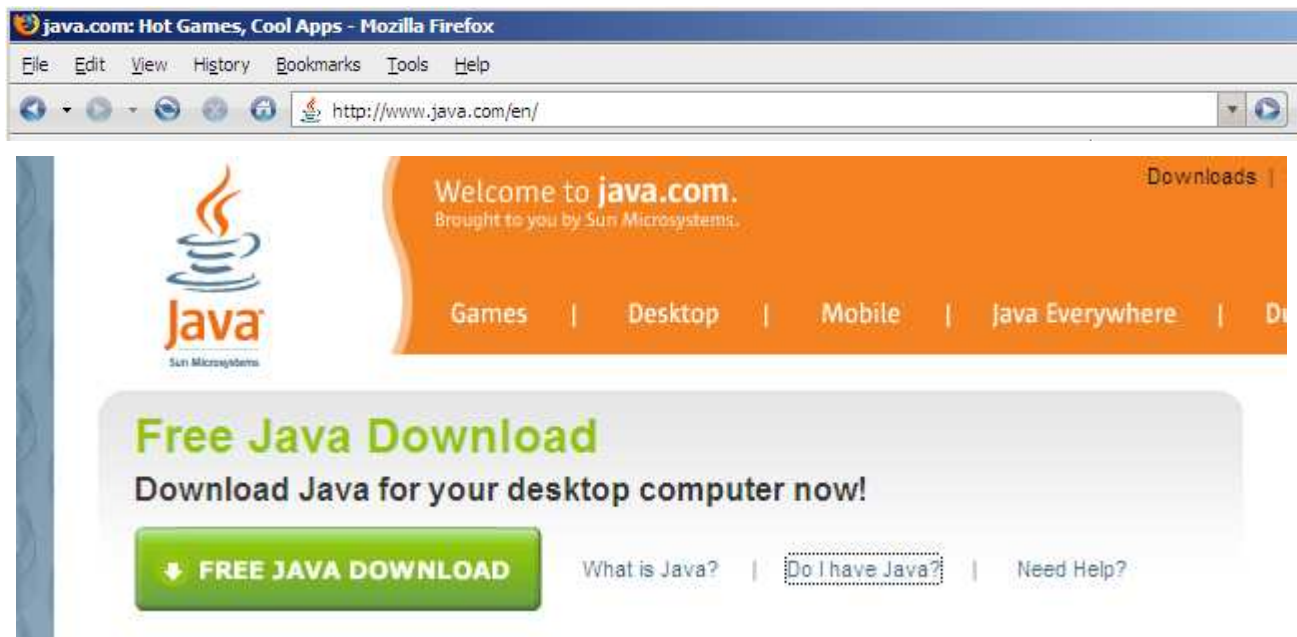 java.com: Hot Games, Cool Apps - Mozilla Firefox
File Edit View History Bookmarks Tools Help
http://www.java.com/en/
Downloads |
Welcome to java.com.
Brought to you by Sun Microsystems.
Games | Desktop | Mobile | Java Everywhere |
Java
Sun Microsystems
Free Java Download
Download Java for your desktop computer now!
FREE JAVA DOWNLOAD What is Java? | Do I have Java? | Need Help?